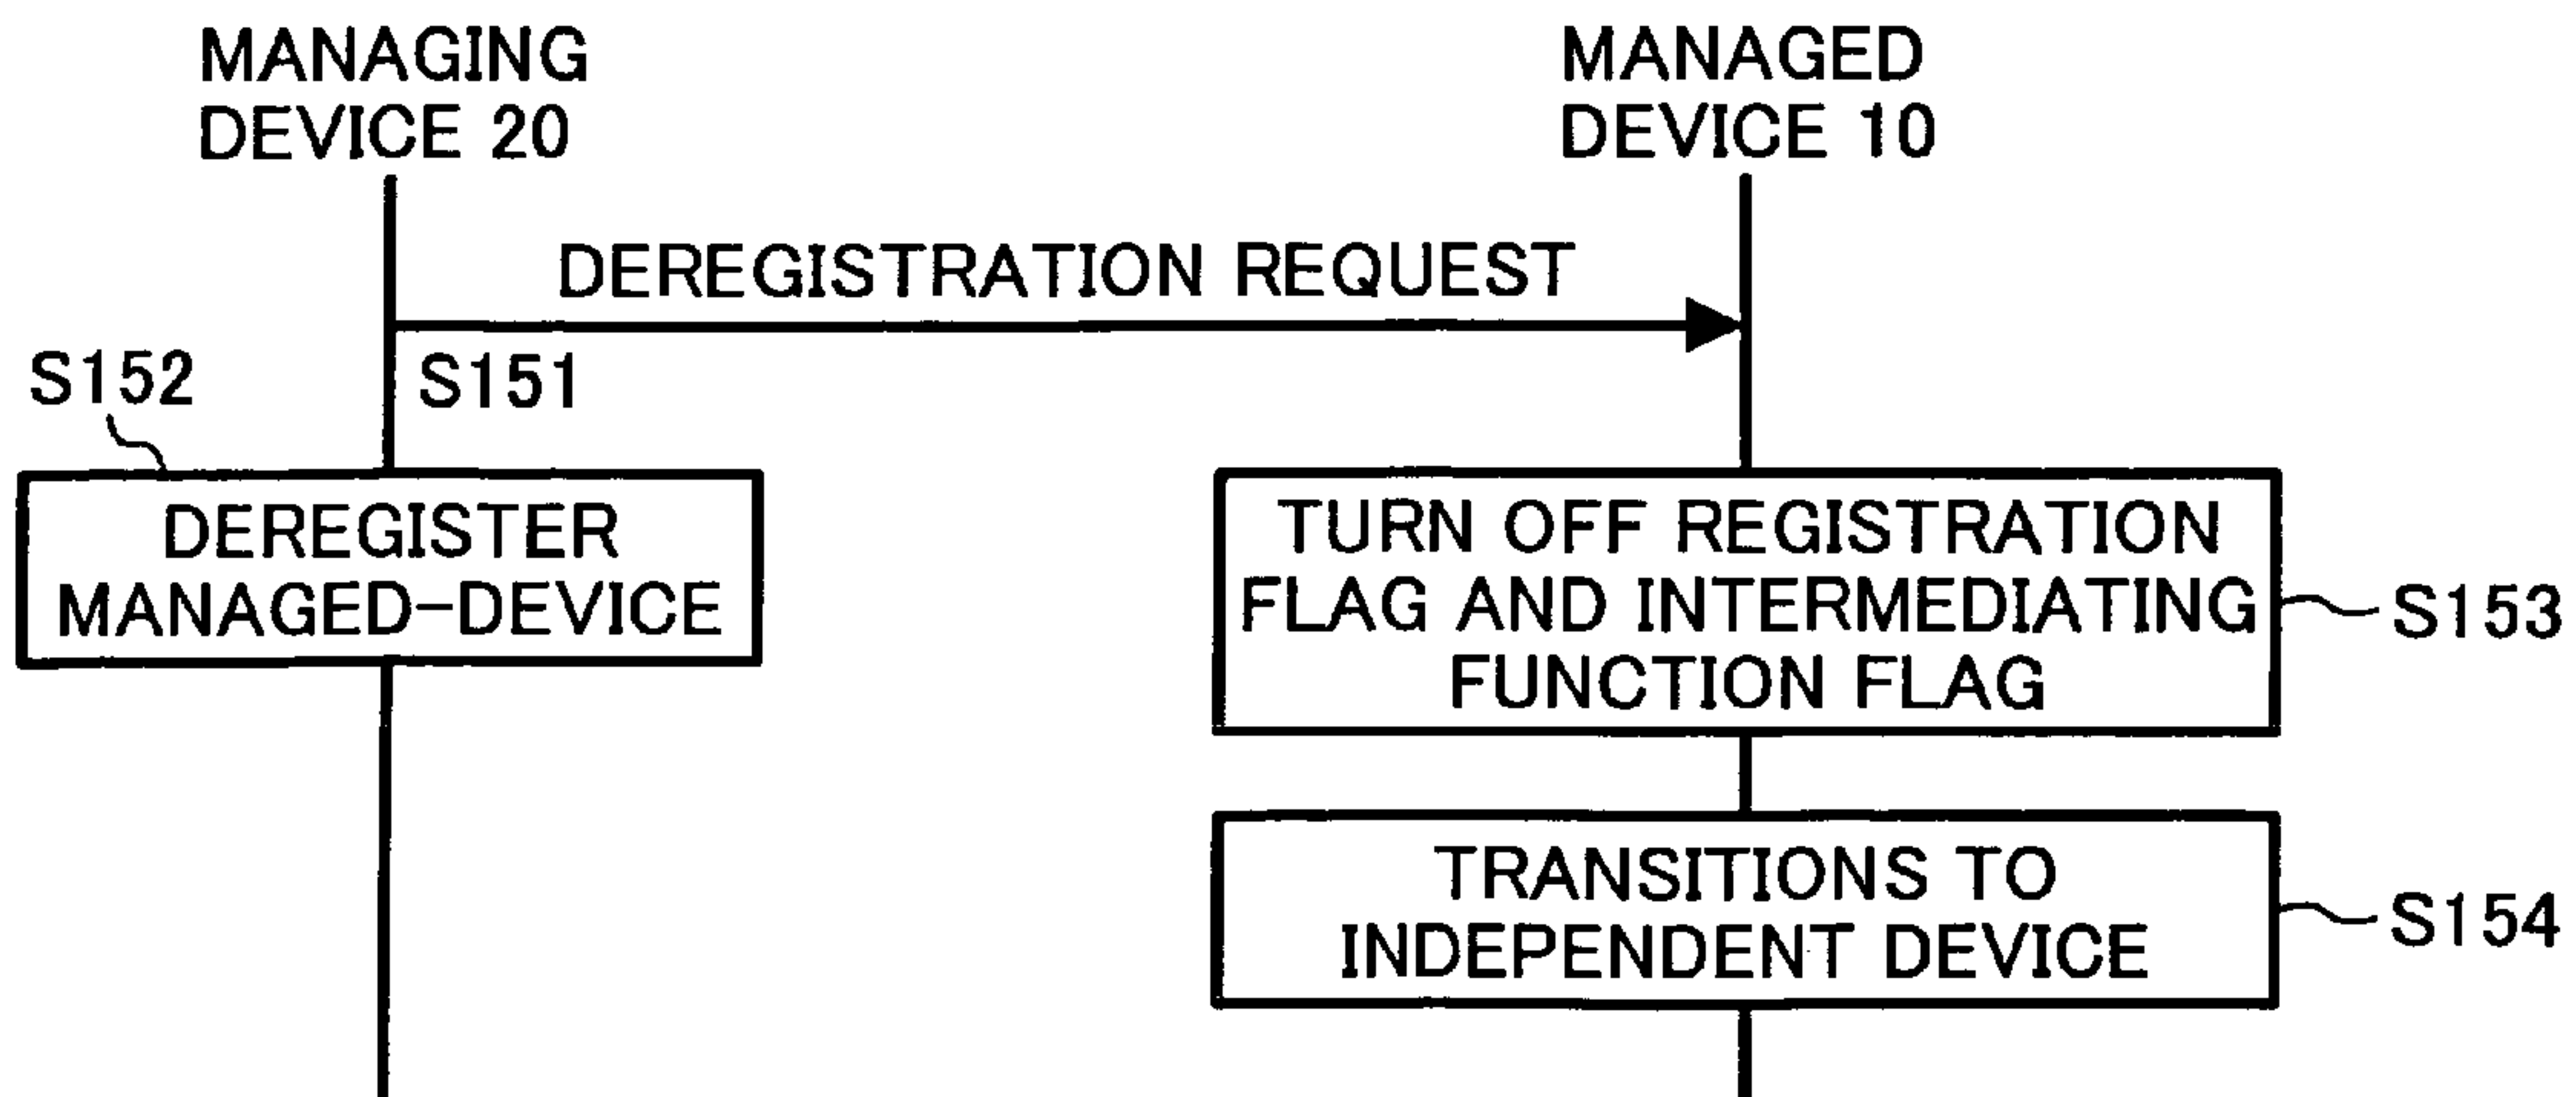 MANAGING
DEVICE 20
MANAGED
DEVICE 10
DEREGISTRATION REQUEST
S152
S151
DEREGISTER
MANAGED-DEVICE
TURN OFF REGISTRATION
FLAG AND INTERMEDIATING
FUNCTION FLAG
S153
TRANSITIONS TO
INDEPENDENT DEVICE
S154